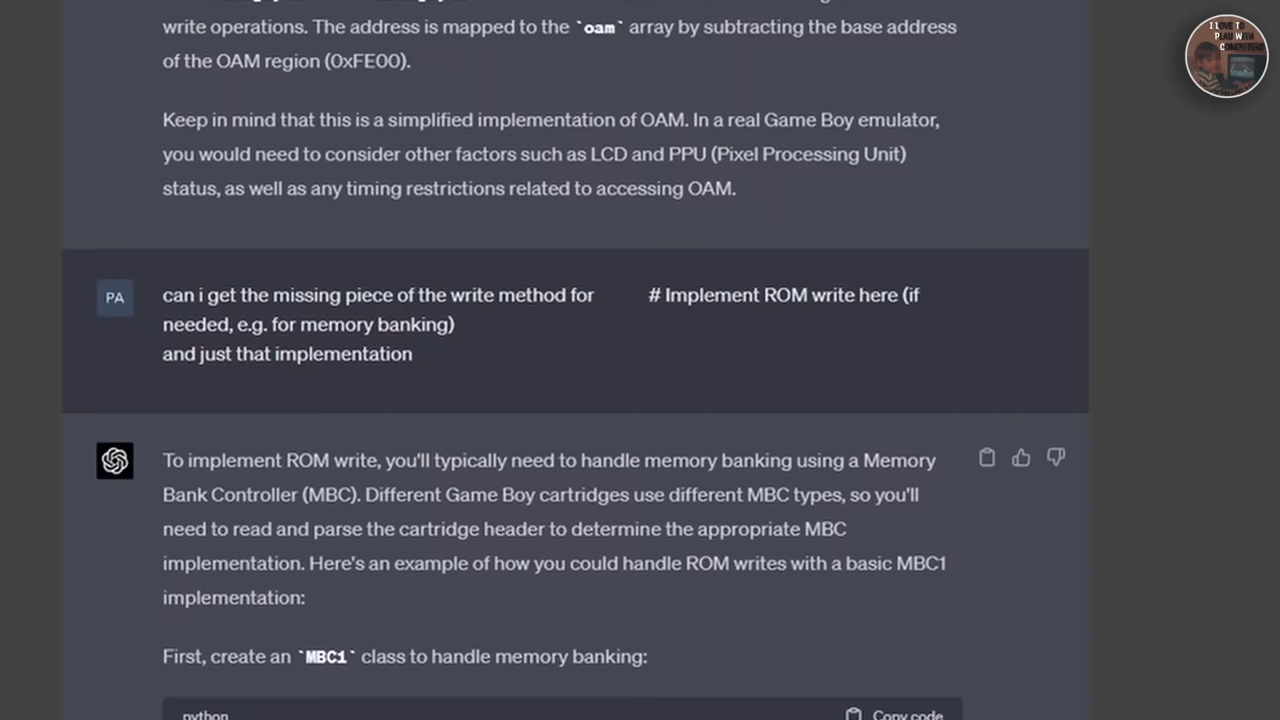 write operations. The address is mapped to the `oam` array by subtracting the base address
of the OAM region (0xFE00).
Keep in mind that this is a simplified implementation of OAM. In a real Game Boy emulator,
you would need to consider other factors such as LCD and PPU (Pixel Processing Unit)
status, as well as any timing restrictions related to accessing OAM.
PA
can i get the missing piece of the write method for # Implement ROM write here (if
needed, e.g. for memory banking)
and just that implementation
To implement ROM write, you'll typically need to handle memory banking using a Memory
Bank Controller (MBC). Different Game Boy cartridges use different MBC types, so you'll
need to read and parse the cartridge header to determine the appropriate MBC
implementation. Here's an example of how you could handle ROM writes with a basic MBC1
implementation:
First, create an `MBC1` class to handle memory banking:
python Copy code
I LOVE TO
PLAY WITH
COMPUTERS